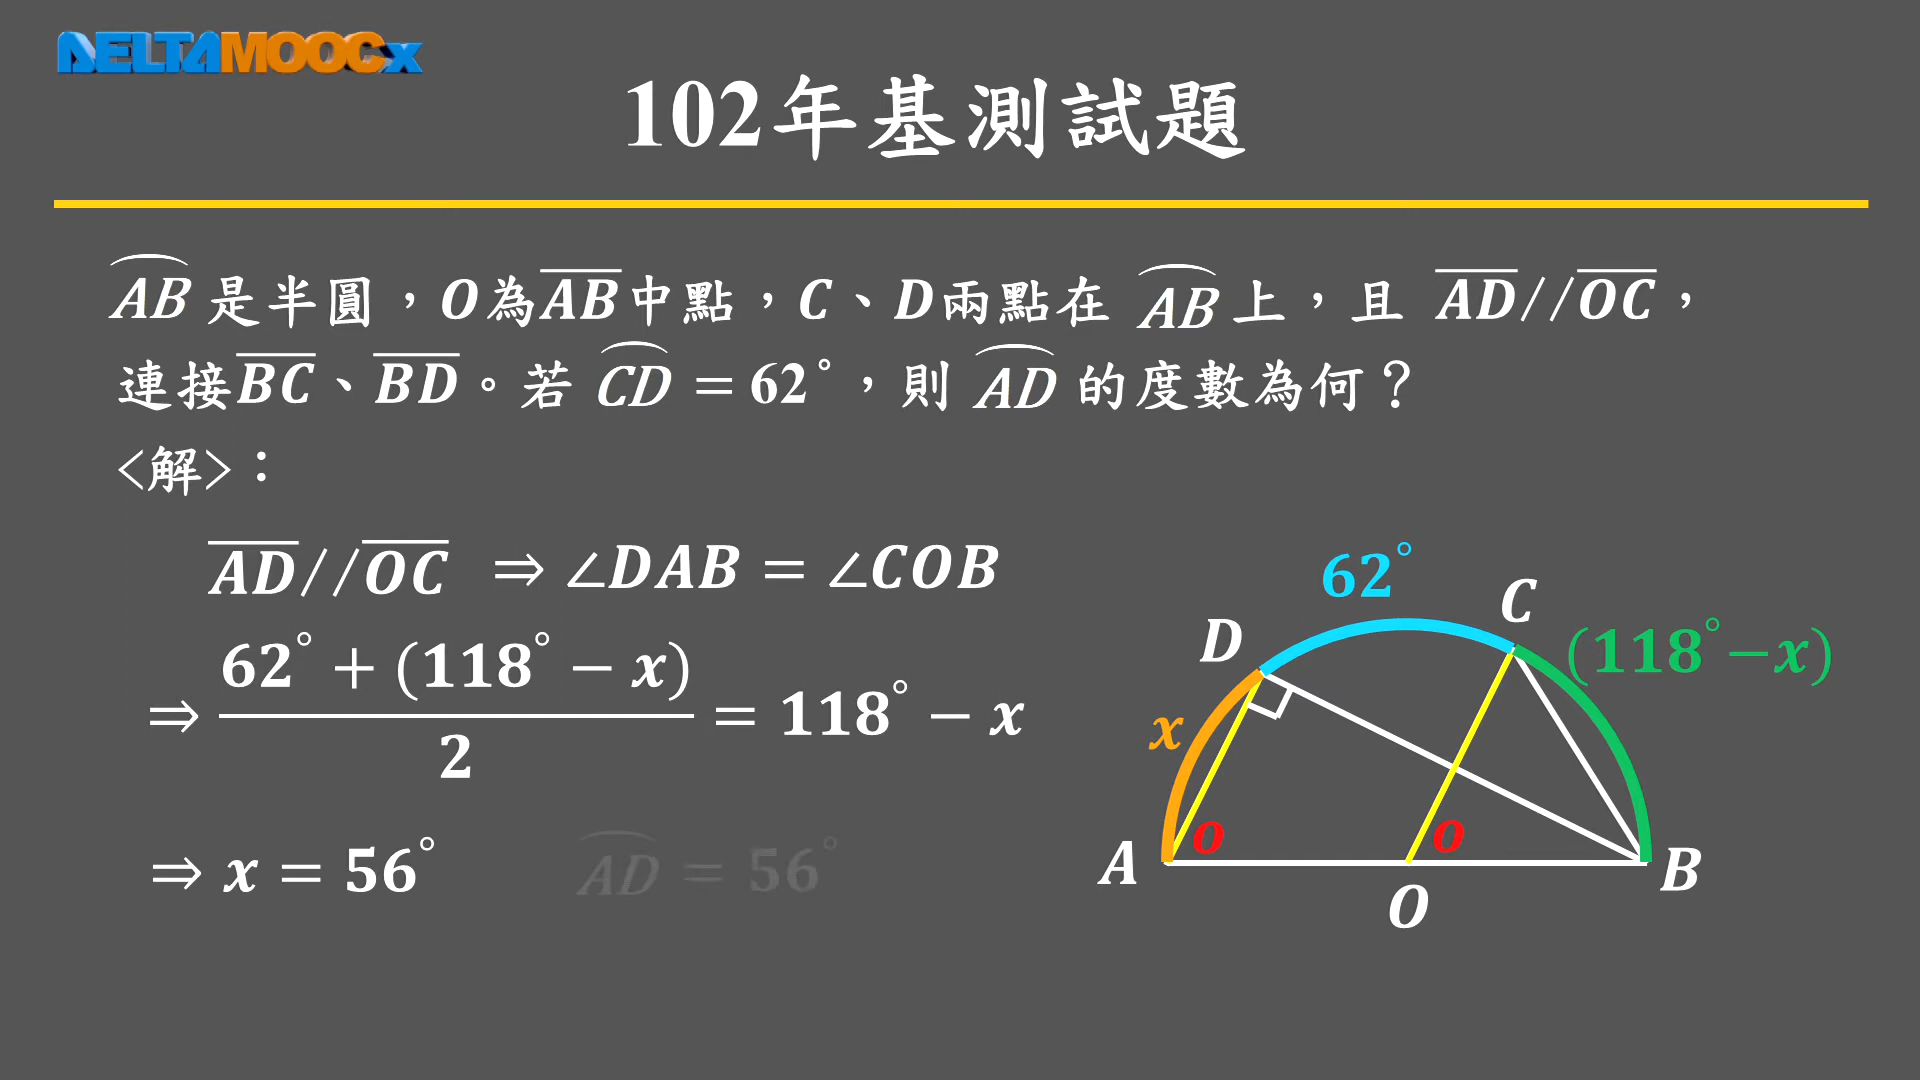 DELTAMOOCx
102年基測試題
AB是半圓，O為AB中點，C、D兩點在 AB上，且 AD//OC，
連接BC、BD。若 CD = 62°，則 AD 的度數為何？
<解>：
AD//OC ⇒ ∠DAB = ∠COB
⇒ (62° + (118° − x))/2 = 118° − x
⇒ x = 56° AD = 56°
62°
C
D
(118°−x)
x
A
o
o
B
O